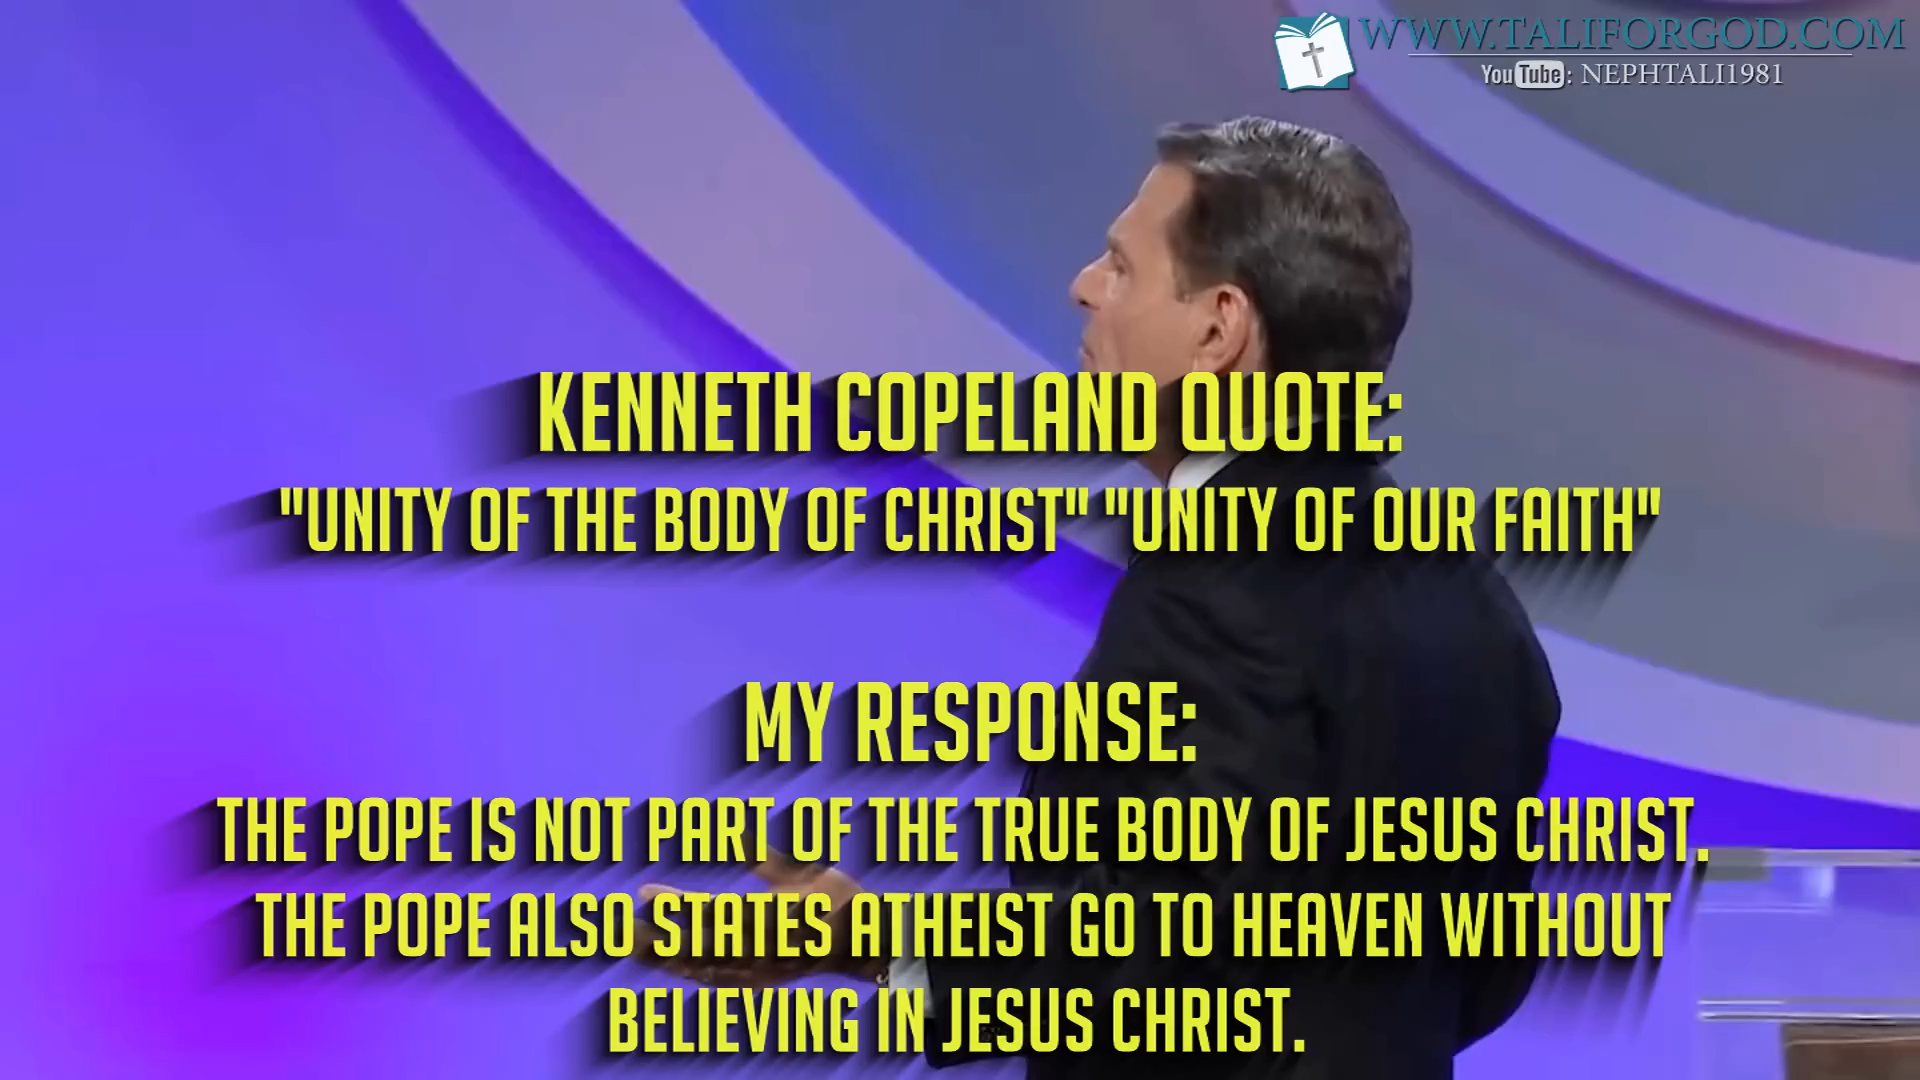 WWW.TALIFORGOD.COM
YouTube: NEPHTALI1981
KENNETH COPELAND QUOTE:
"UNITY OF THE BODY OF CHRIST" "UNITY OF OUR FAITH"
MY RESPONSE:
THE POPE IS NOT PART OF THE TRUE BODY OF JESUS CHRIST.
THE POPE ALSO STATES ATHEIST GO TO HEAVEN WITHOUT
BELIEVING IN JESUS CHRIST.